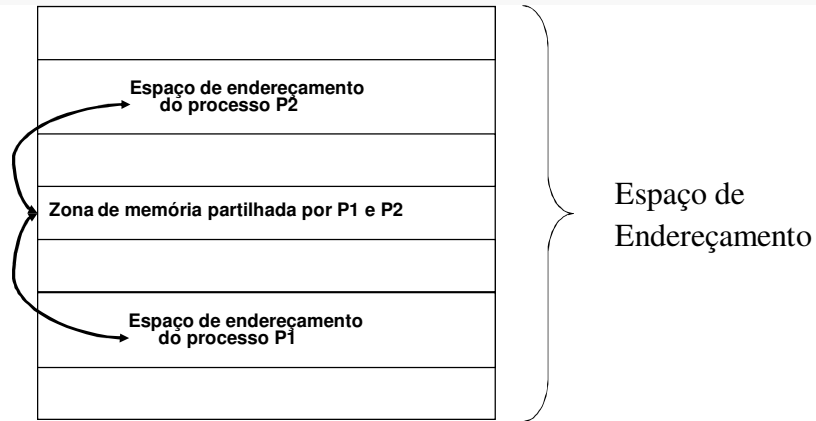 Espaço de endereçamento
do processo P2
Zona de memória partilhada por P1 e P2
Espaço de endereçamento
do processo P1
Espaço de
Endereçamento